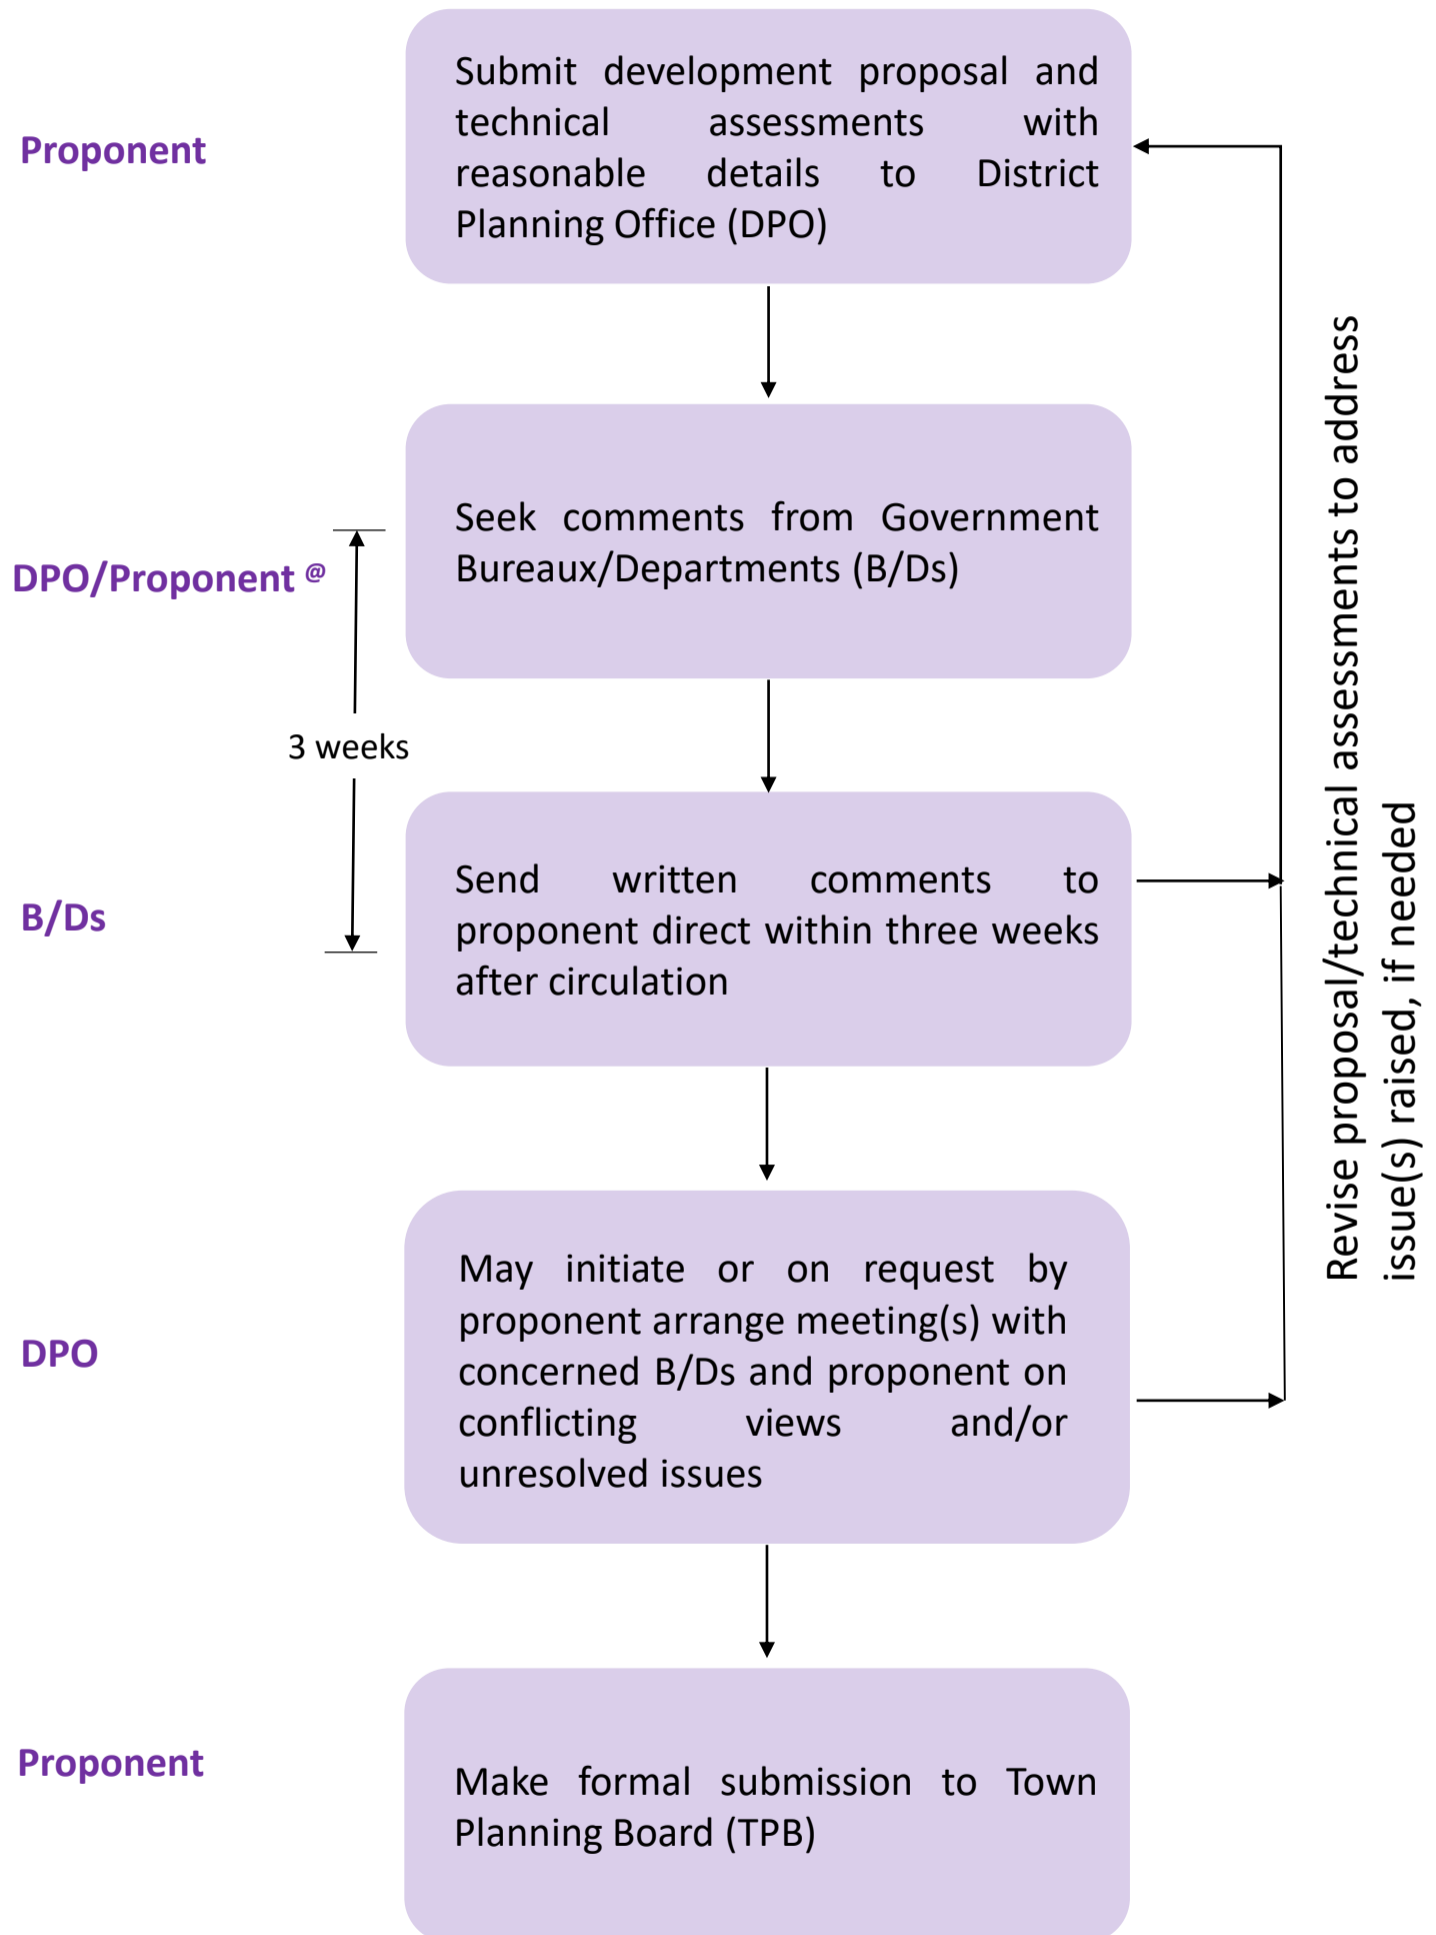 Proponent
Submit development proposal and
technical assessments with
reasonable details to District
Planning Office (DPO)
DPO/Proponent @
Seek comments from Government
Bureaux/Departments (B/Ds)
3 weeks
B/Ds
Send written comments to
proponent direct within three weeks
after circulation
DPO
May initiate or on request by
proponent arrange meeting(s) with
concerned B/Ds and proponent on
conflicting views and/or
unresolved issues
Proponent
Make formal submission to Town
Planning Board (TPB)
Revise proposal/technical assessments to address
issue(s) raised, if needed